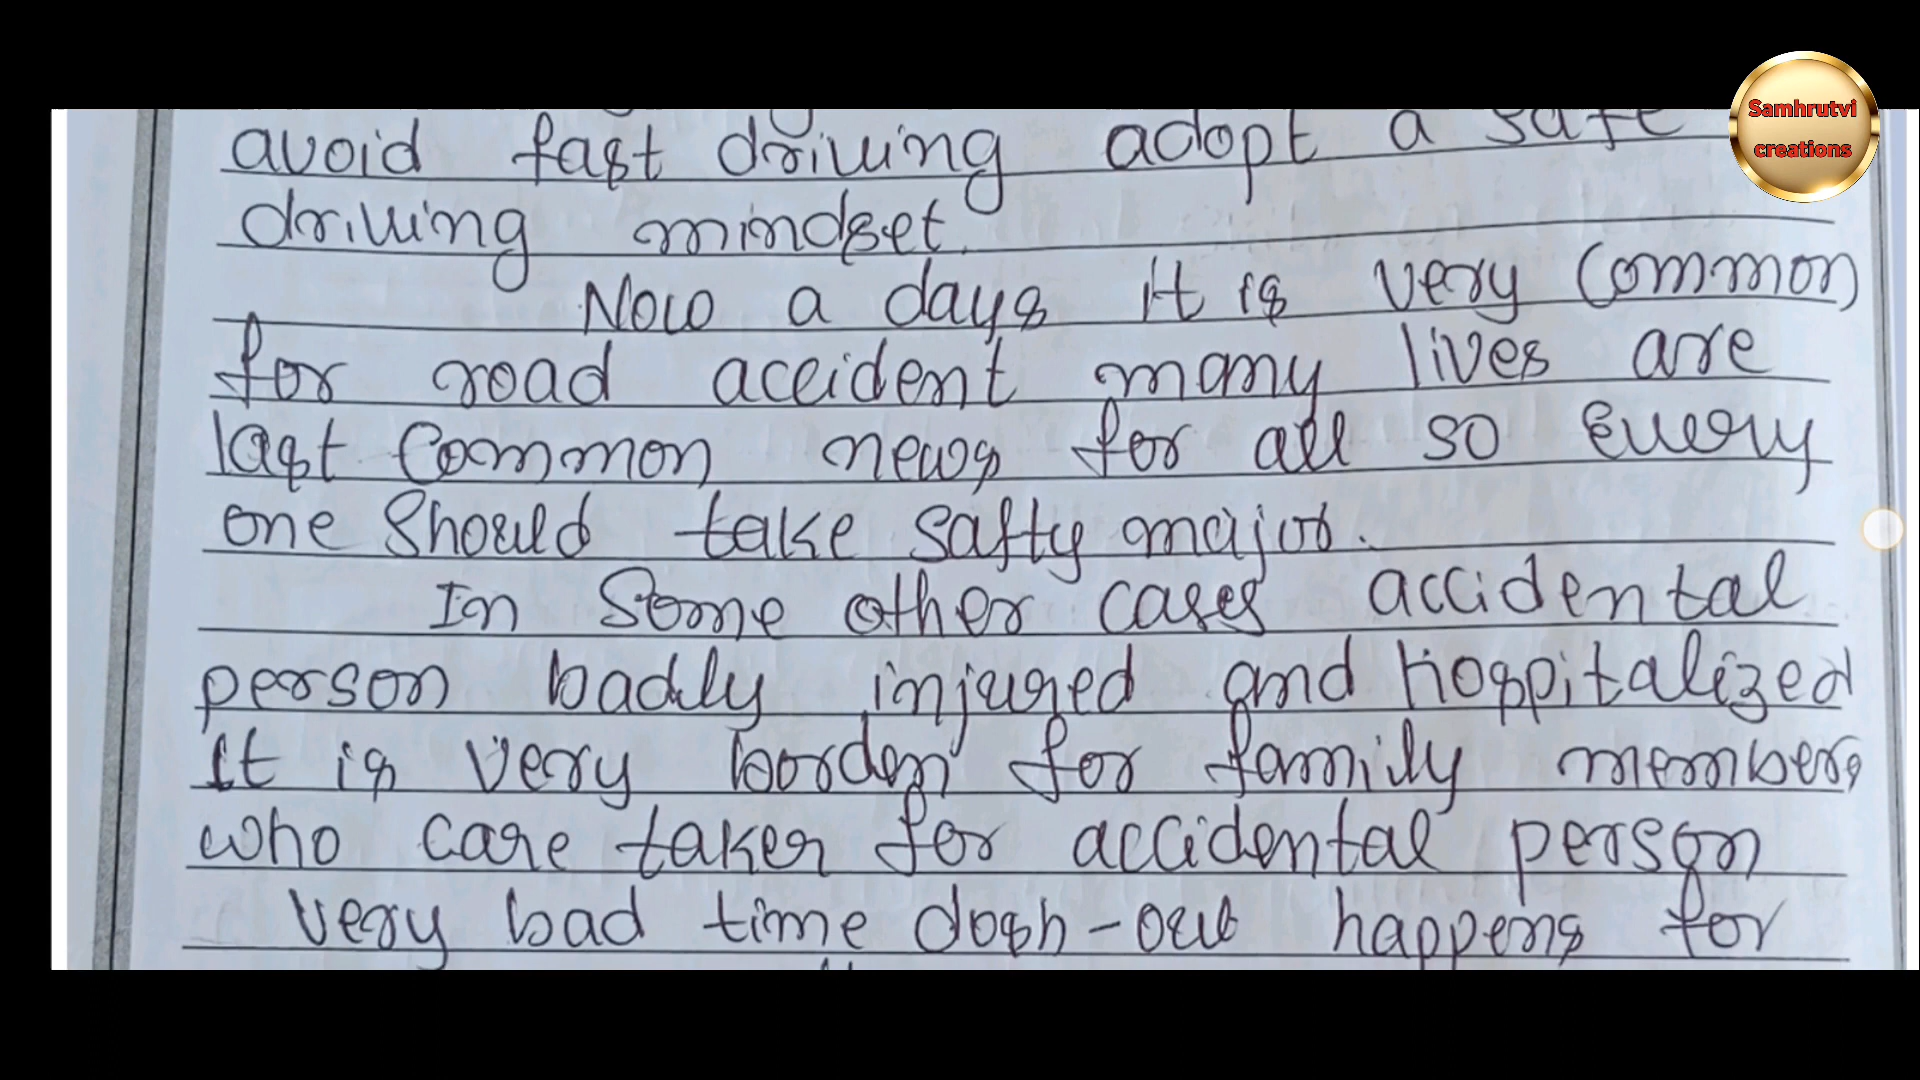 Samhrutvi
creations
avoid fast driving adopt a safe
driving mindset.
Now a days it is very Common
for road accident many lives are
last Common news for all so Every
one Should take safty major.
In Some other cases accidental
person badly injured and hospitalized
It is very borden for family members
who care taker for accidental person
very bad time dosh-out happens for